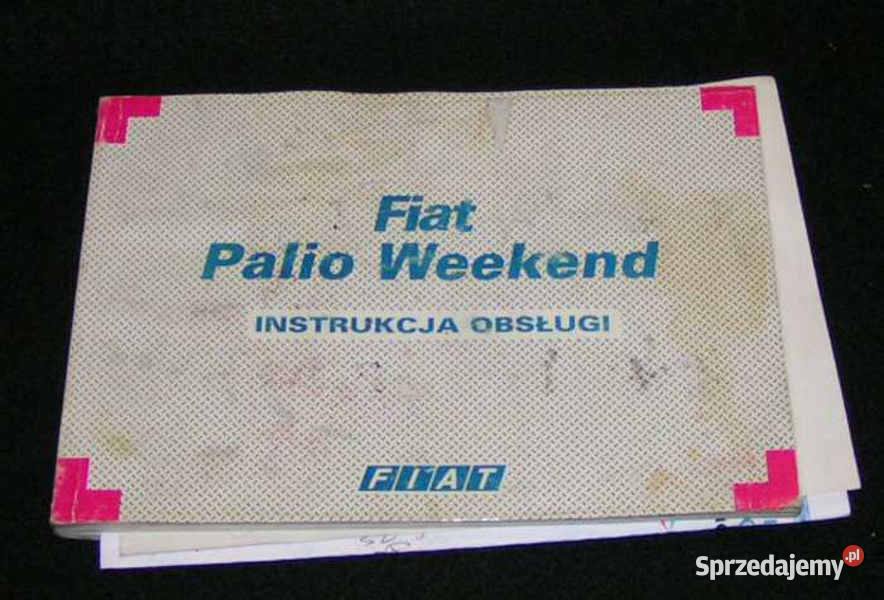 Fiat
Palio Weekend
INSTRUKCJA OBSŁUGI
FIAT
Sprzedajemy.pl